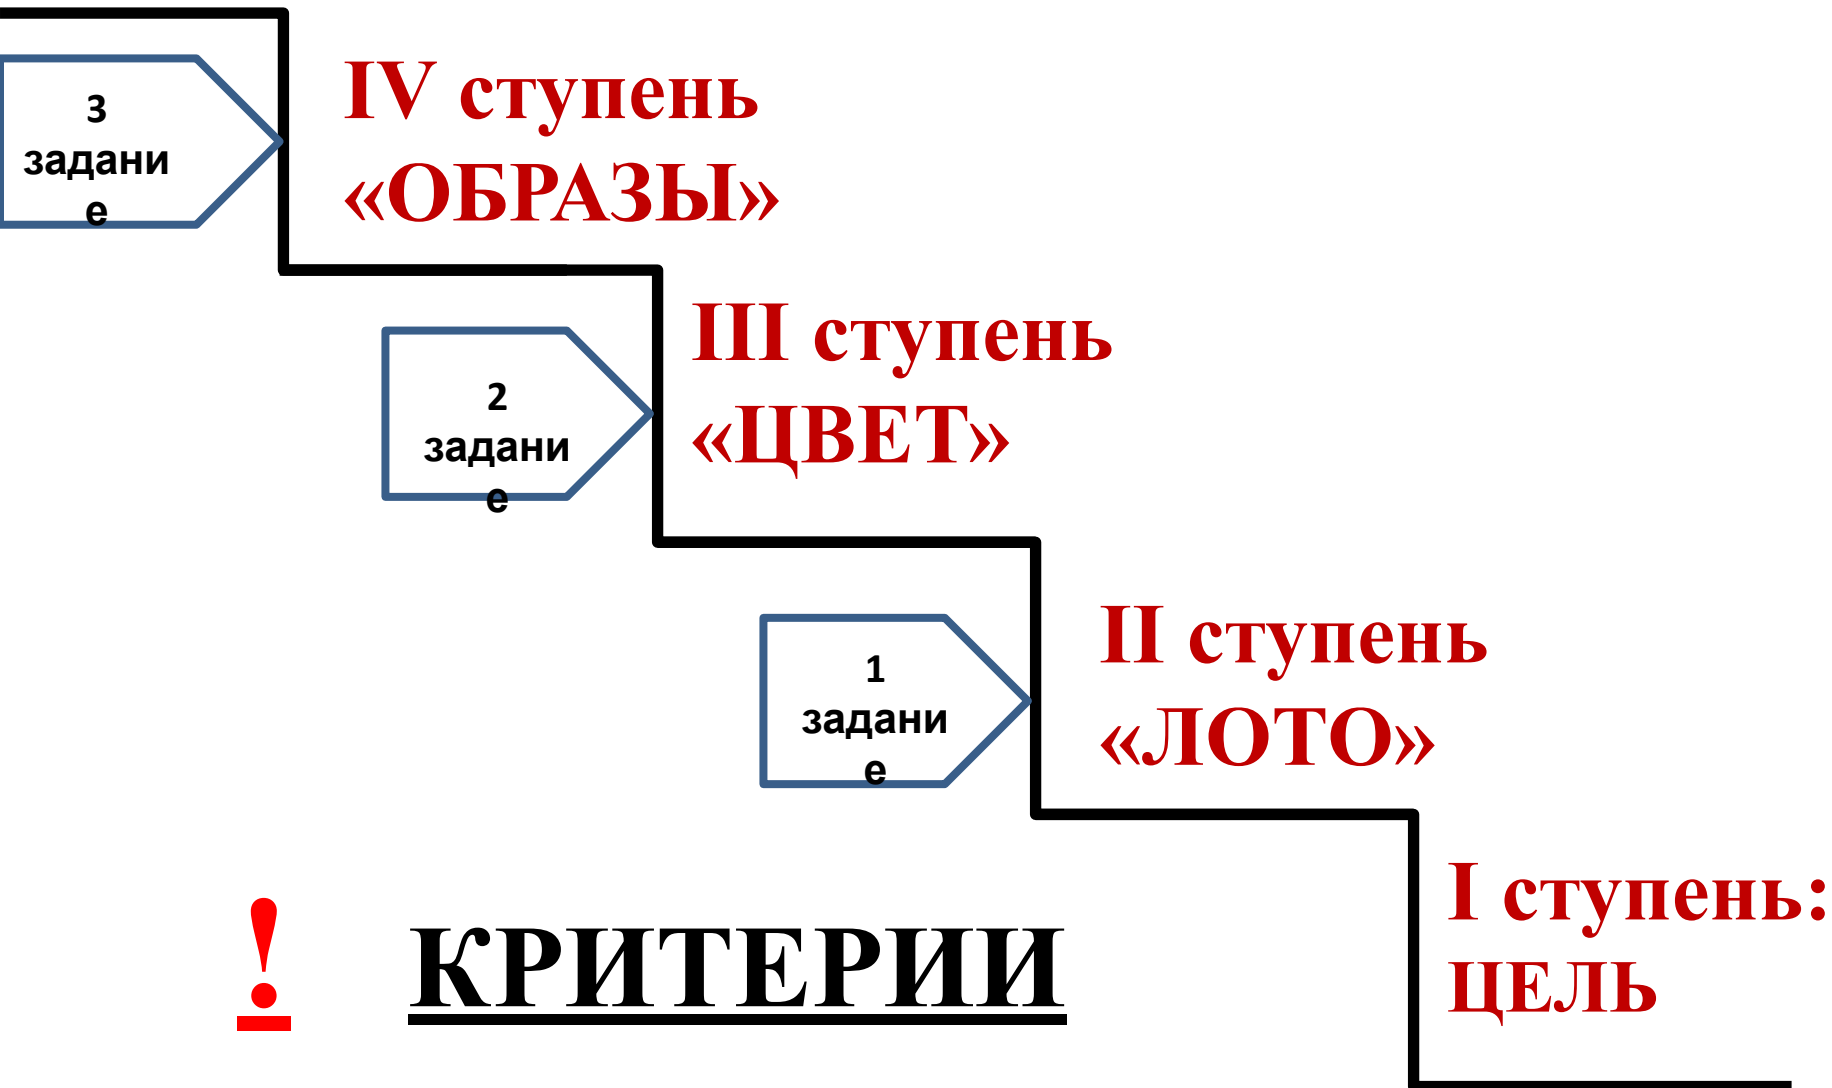 3
задани
е
IV ступень
«ОБРАЗЫ»
2
задани
е
III ступень
«ЦВЕТ»
1
задани
е
II ступень
«ЛОТО»
I ступень:
ЦЕЛЬ
! КРИТЕРИИ